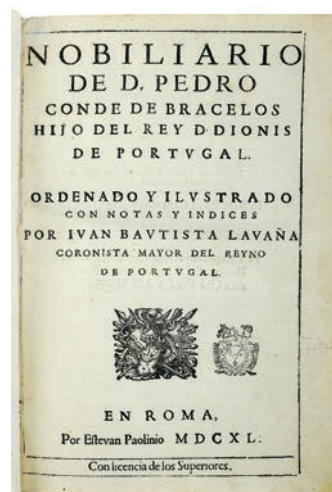 NOBILIARIO
DE D. PEDRO
CONDE DE BRACELOS
HIJO DEL REY D. DIONIS
DE PORTVGAL.
ORDENADO Y ILVSTRADO
CON NOTAS Y INDICES
POR IVAN BAVTISTA LAVAÑA
CORONISTA MAYOR DEL REYNO
DE PORTVGAL.
EN ROMA,
Por Estevan Paolinio MDCXL.
Con licencia de los Superiores.